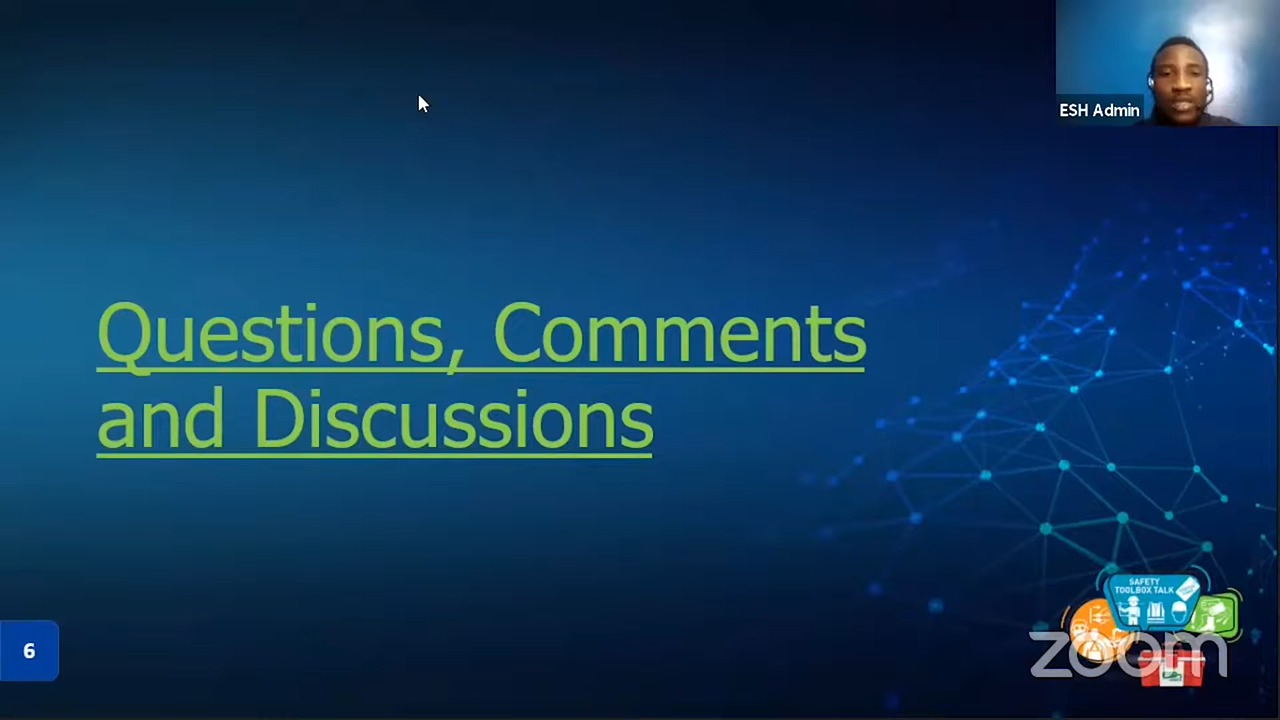 ESH Admin
Questions, Comments
and Discussions
SAFETY
TOOLBOX TALK
6
zoom